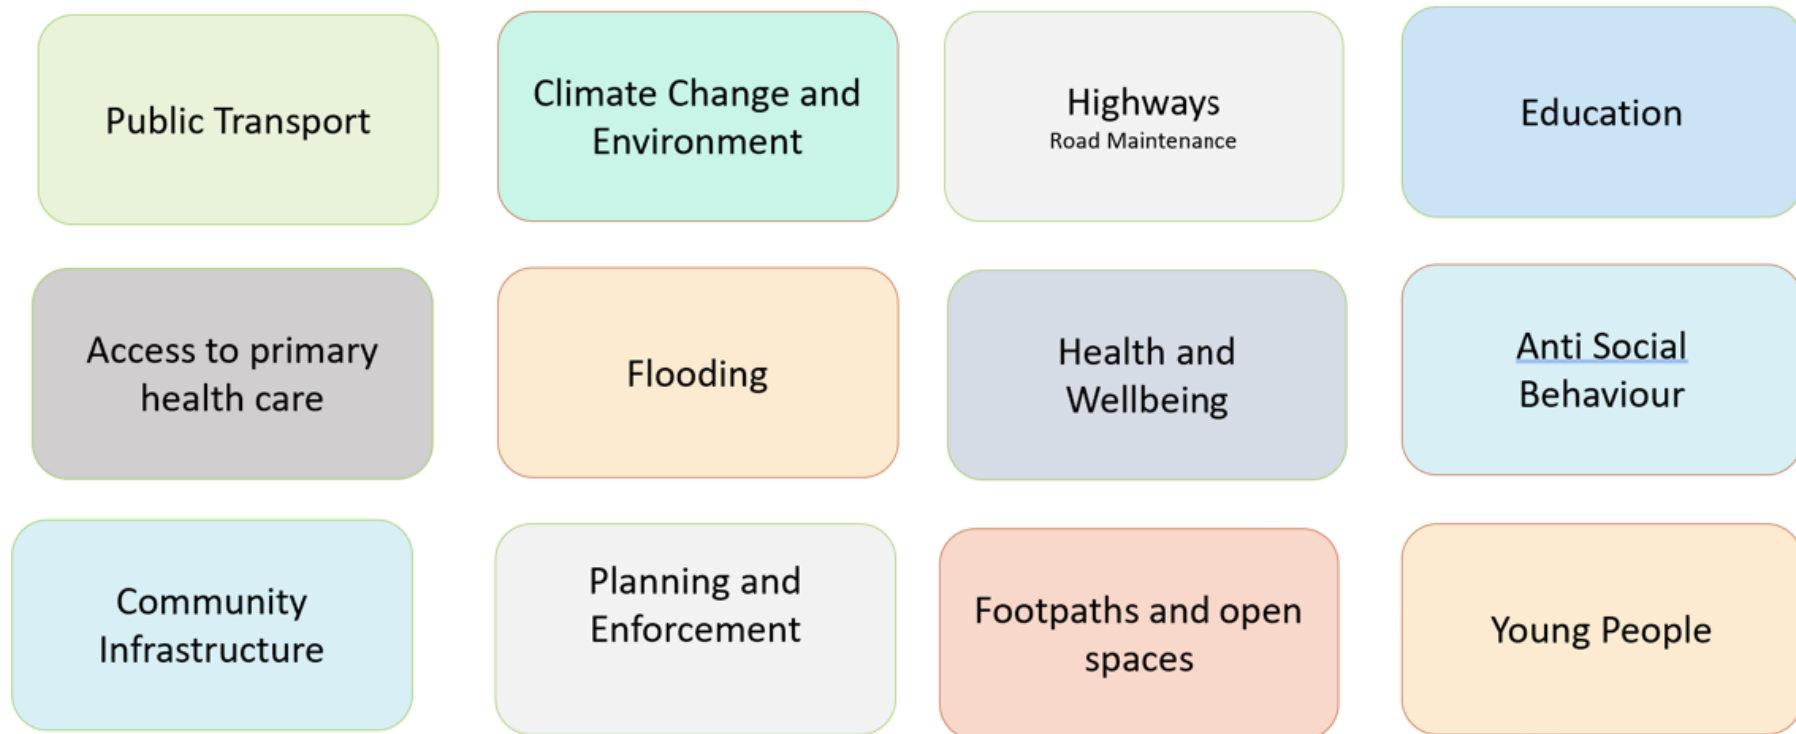 Public Transport
Climate Change and
Environment
Highways
Road Maintenance
Education
Access to primary
health care
Flooding
Health and
Wellbeing
Anti Social
Behaviour
Community
Infrastructure
Planning and
Enforcement
Footpaths and open
spaces
Young People